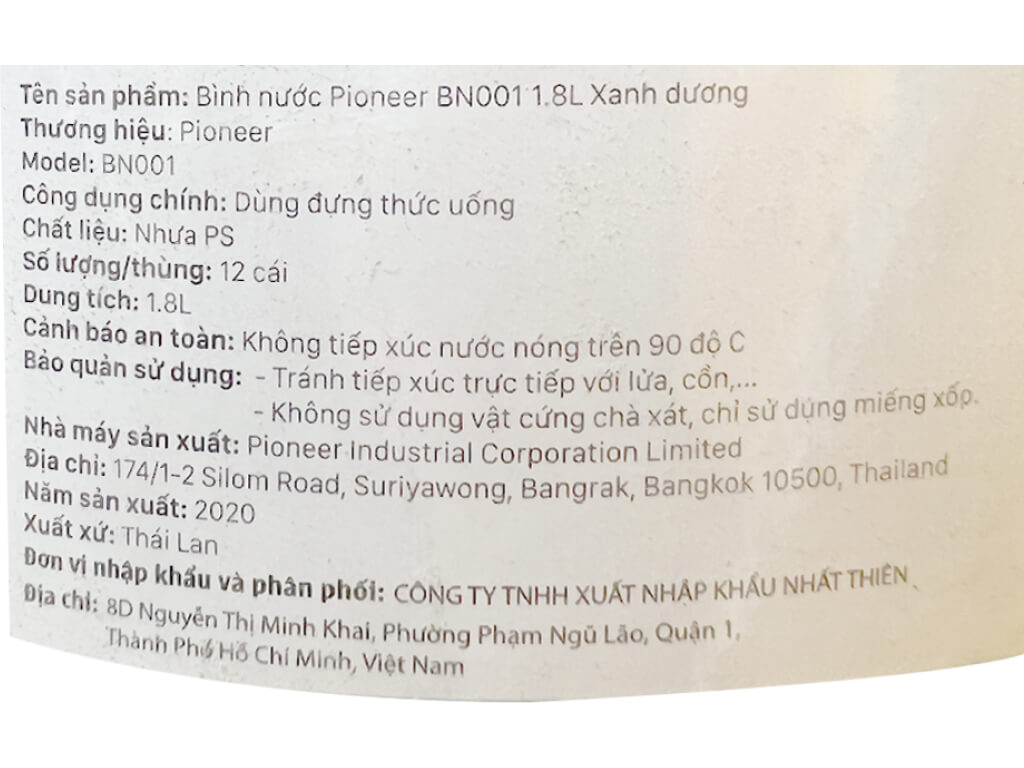 Tên sản phẩm: Bình nước Pioneer BN001 1.8L Xanh dương
Thương hiệu: Pioneer
Model: BN001
Công dụng chính: Dùng đựng thức uống
Chất liệu: Nhựa PS
Số lượng/thùng: 12 cái
Dung tích: 1.8L
Cảnh báo an toàn: Không tiếp xúc nước nóng trên 90 độ C
Bảo quản sử dụng: - Tránh tiếp xúc trực tiếp với lửa, cồn,...
- Không sử dụng vật cứng chà xát, chỉ sử dụng miếng xốp.
Nhà máy sản xuất: Pioneer Industrial Corporation Limited
Địa chỉ: 174/1-2 Silom Road, Suriyawong, Bangrak, Bangkok 10500, Thailand
Năm sản xuất: 2020
Xuất xứ: Thái Lan
Đơn vị nhập khẩu và phân phối: CÔNG TY TNHH XUẤT NHẬP KHẨU NHẤT THIÊN
Địa chỉ: 8D Nguyễn Thị Minh Khai, Phường Phạm Ngũ Lão, Quận 1,
Thành Phố Hồ Chí Minh, Việt Nam